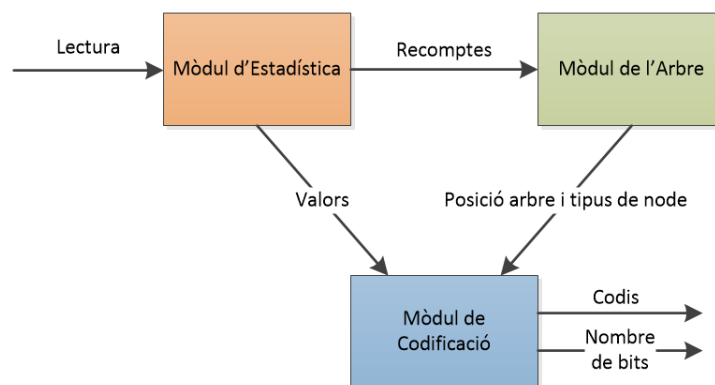 Lectura
Mòdul d'Estadística
Recomptes
Mòdul de l'Arbre
Valors
Posició arbre i tipus de node
Mòdul de
Codificació
Codis
Nombre
de bits